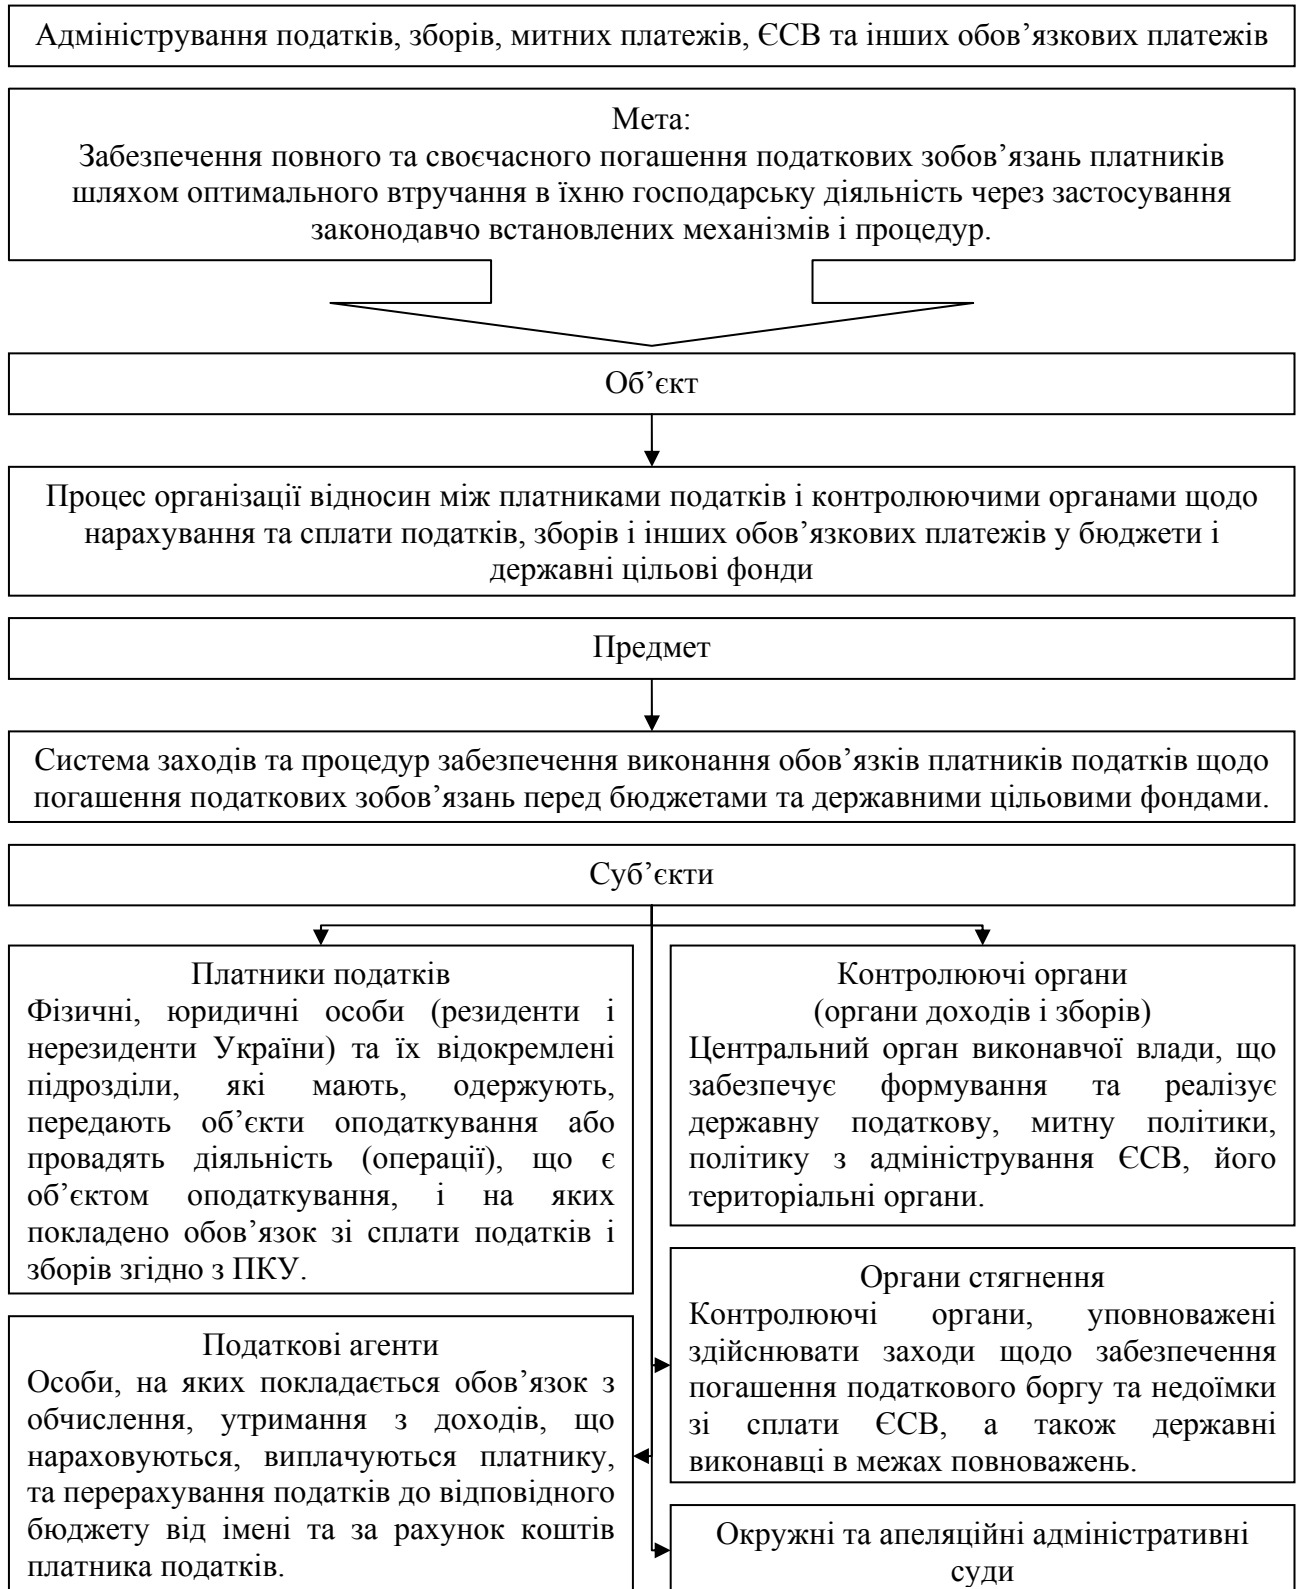 Адміністрування податків, зборів, митних платежів, ЄСВ та інших обов’язкових платежів
Мета:
Забезпечення повного та своєчасного погашення податкових зобов’язань платників
шляхом оптимального втручання в їхню господарську діяльність через застосування
законодавчо встановлених механізмів і процедур.
Об’єкт
Процес організації відносин між платниками податків і контролюючими органами щодо
нарахування та сплати податків, зборів і інших обов’язкових платежів у бюджети і
державні цільові фонди
Предмет
Система заходів та процедур забезпечення виконання обов’язків платників податків щодо
погашення податкових зобов’язань перед бюджетами та державними цільовими фондами.
Суб’єкти
Платники податків
Фізичні, юридичні особи (резиденти і
нерезиденти України) та їх відокремлені
підрозділи, які мають, одержують,
передають об’єкти оподаткування або
провадять діяльність (операції), що є
об’єктом оподаткування, і на яких
покладено обов’язок зі сплати податків і
зборів згідно з ПКУ.
Податкові агенти
Особи, на яких покладається обов’язок з
обчислення, утримання з доходів, що
нараховуються, виплачуються платнику,
та перерахування податків до відповідного
бюджету від імені та за рахунок коштів
платника податків.
Контролюючі органи
(органи доходів і зборів)
Центральний орган виконавчої влади, що
забезпечує формування та реалізує
державну податкову, митну політики,
політику з адміністрування ЄСВ, його
територіальні органи.
Органи стягнення
Контролюючі органи, уповноважені
здійснювати заходи щодо забезпечення
погашення податкового боргу та недоїмки
зі сплати ЄСВ, а також державні
виконавці в межах повноважень.
Окружні та апеляційні адміністративні
суди